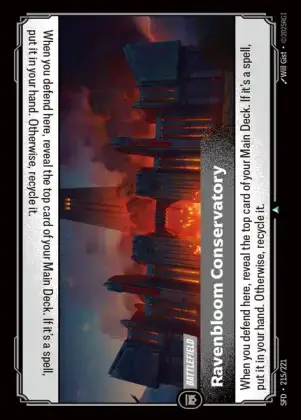 When you defend here, reveal the top card of your Main Deck. If it's a spell,
put it in your hand. Otherwise, recycle it.
BATTLEFIELD
Ravenbloom Conservatory
When you defend here, reveal the top card of your Main Deck. If it's a spell,
put it in your hand. Otherwise, recycle it.
SFD • 215/221
Will Gist • ©2025RGI